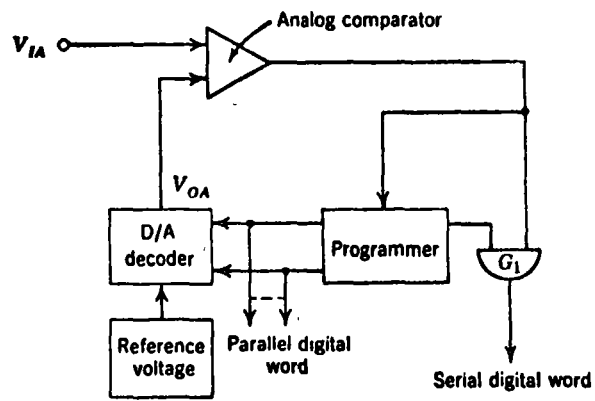 Analog comparator
V_IA
V_OA
D/A
decoder
Programmer
G_1
Reference
voltage
Parallel digital
word
Serial digital word